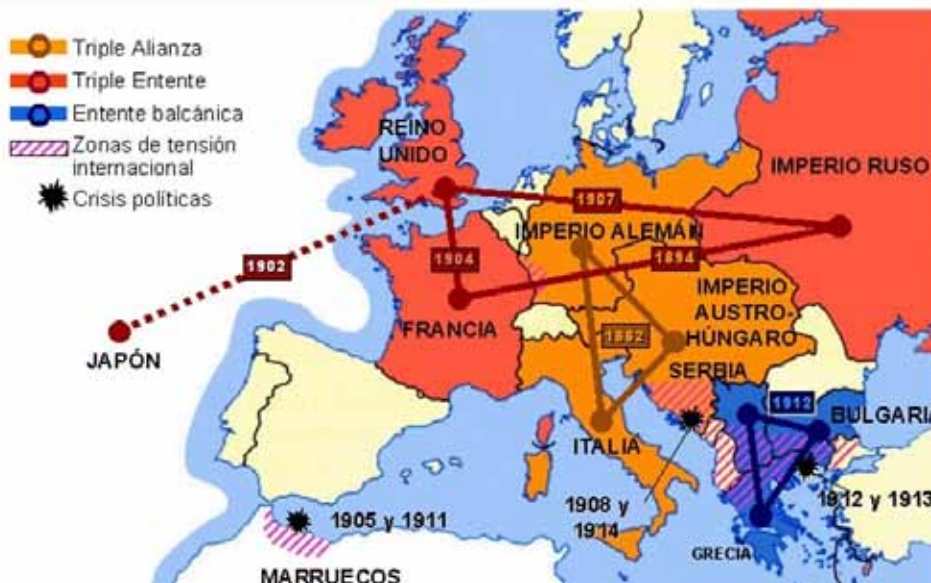 Triple Alianza
Triple Entente
Entente balcánica
Zonas de tensión
internacional
Crisis políticas
REINO
UNIDO
IMPERIO RUSO
1907
IMPERIO ALEMÁN
1902
1904
1894
IMPERIO
AUSTRO-
HÚNGARO
FRANCIA
JAPÓN
1882
SERBIA
1912
BULGARIA
ITALIA
1908 y
1914
1912 y 1913
1905 y 1911
GRECIA
MARRUECOS